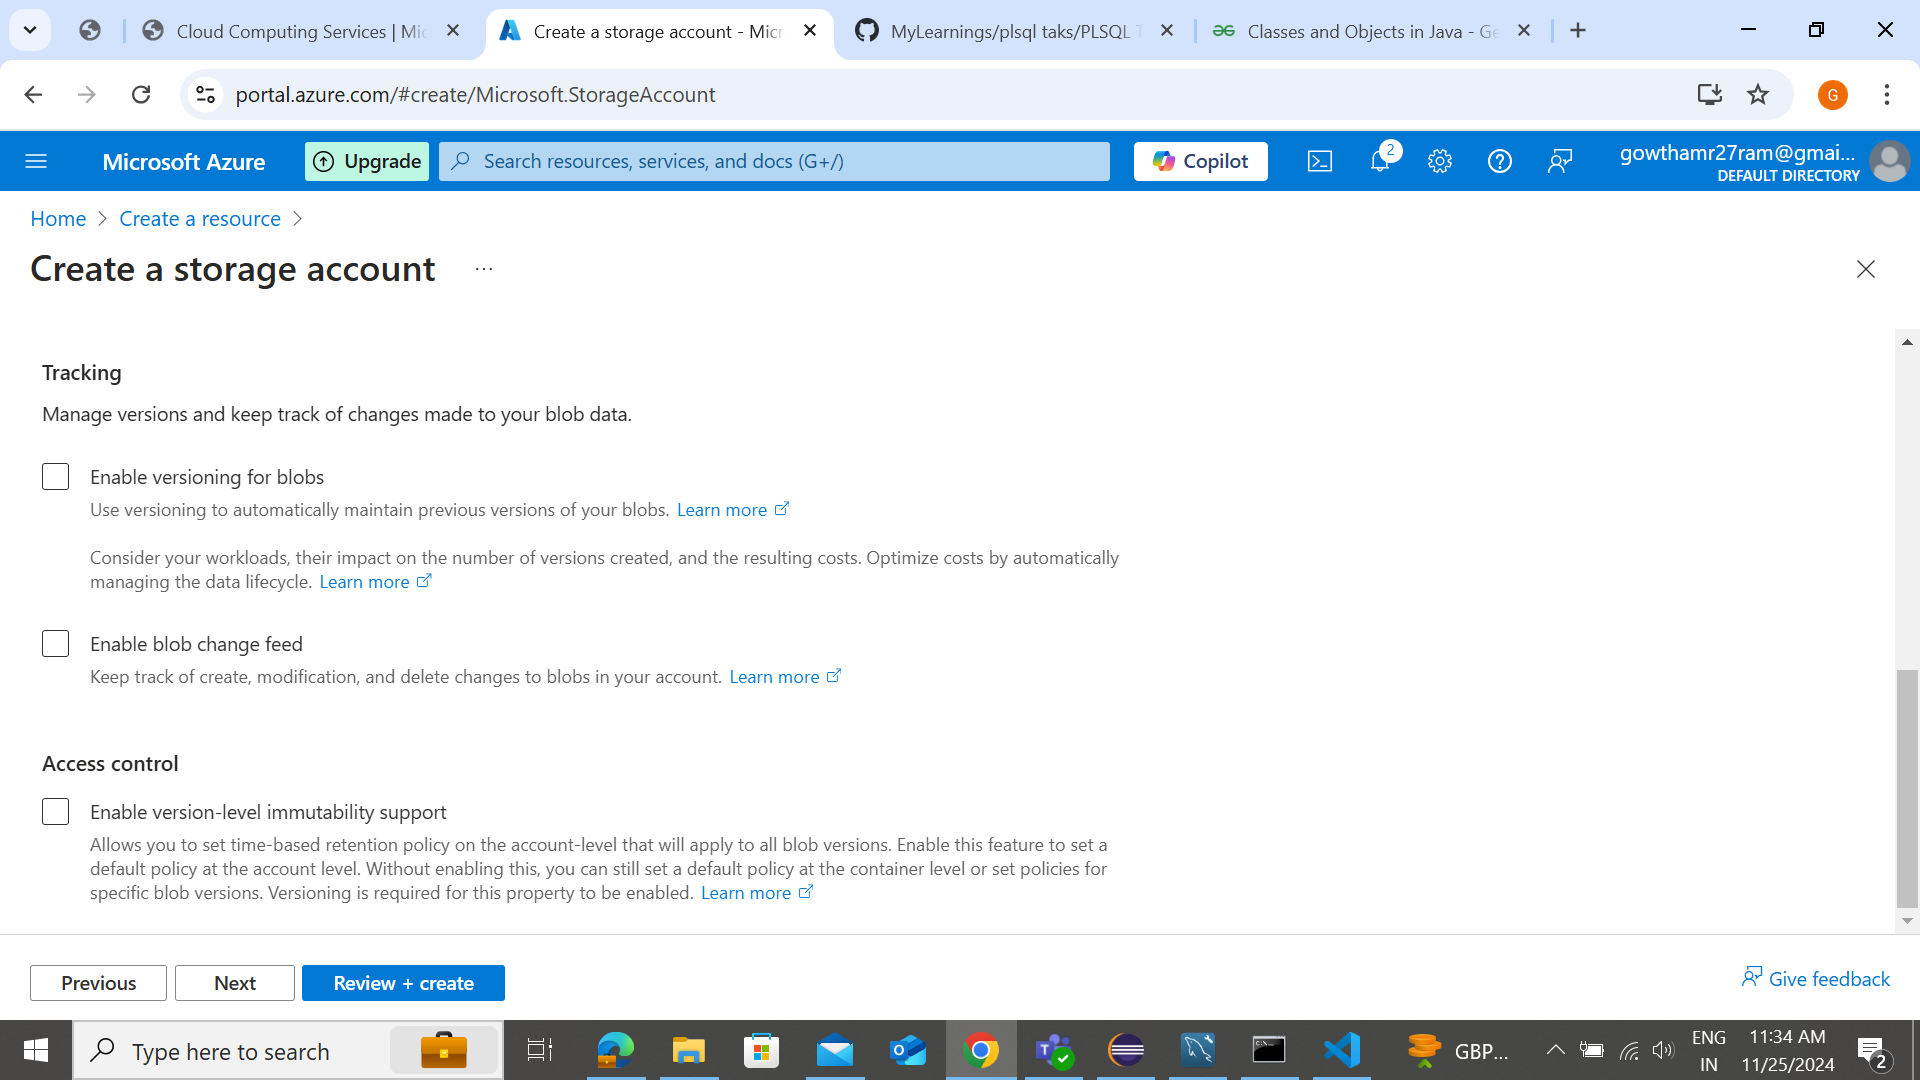 Cloud Computing Services | Mic
Create a storage account - Micr
MyLearnings/plsql taks/PLSQL T
Classes and Objects in Java - Ge
portal.azure.com/#create/Microsoft.StorageAccount
G
Microsoft Azure
Upgrade
Search resources, services, and docs (G+/)
Copilot
2
gowthamr27ram@gmai...
DEFAULT DIRECTORY
Home > Create a resource >
Create a storage account ...
Tracking
Manage versions and keep track of changes made to your blob data.
Enable versioning for blobs
Use versioning to automatically maintain previous versions of your blobs. Learn more
Consider your workloads, their impact on the number of versions created, and the resulting costs. Optimize costs by automatically
managing the data lifecycle. Learn more
Enable blob change feed
Keep track of create, modification, and delete changes to blobs in your account. Learn more
Access control
Enable version-level immutability support
Allows you to set time-based retention policy on the account-level that will apply to all blob versions. Enable this feature to set a
default policy at the account level. Without enabling this, you can still set a default policy at the container level or set policies for
specific blob versions. Versioning is required for this property to be enabled. Learn more
Previous
Next
Review + create
Give feedback
Type here to search
GBP...
ENG
IN
11:34 AM
11/25/2024
2